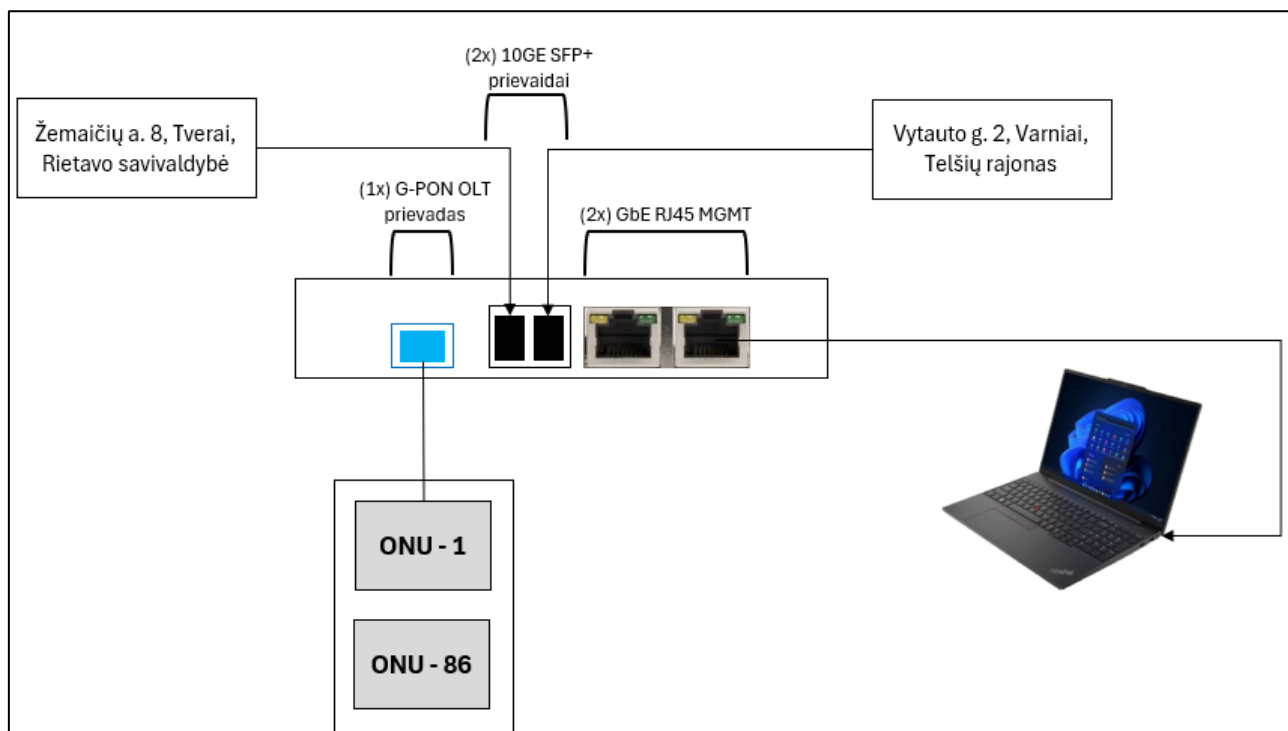 (2x) 10GE SFP+
prievaidai
Žemaičių a. 8, Tverai,
Rietavo savivaldybė
Vytauto g. 2, Varniai,
Telšių rajonas
(1x) G-PON OLT
prievadas
(2x) GbE RJ45 MGMT
ONU - 1
ONU - 86